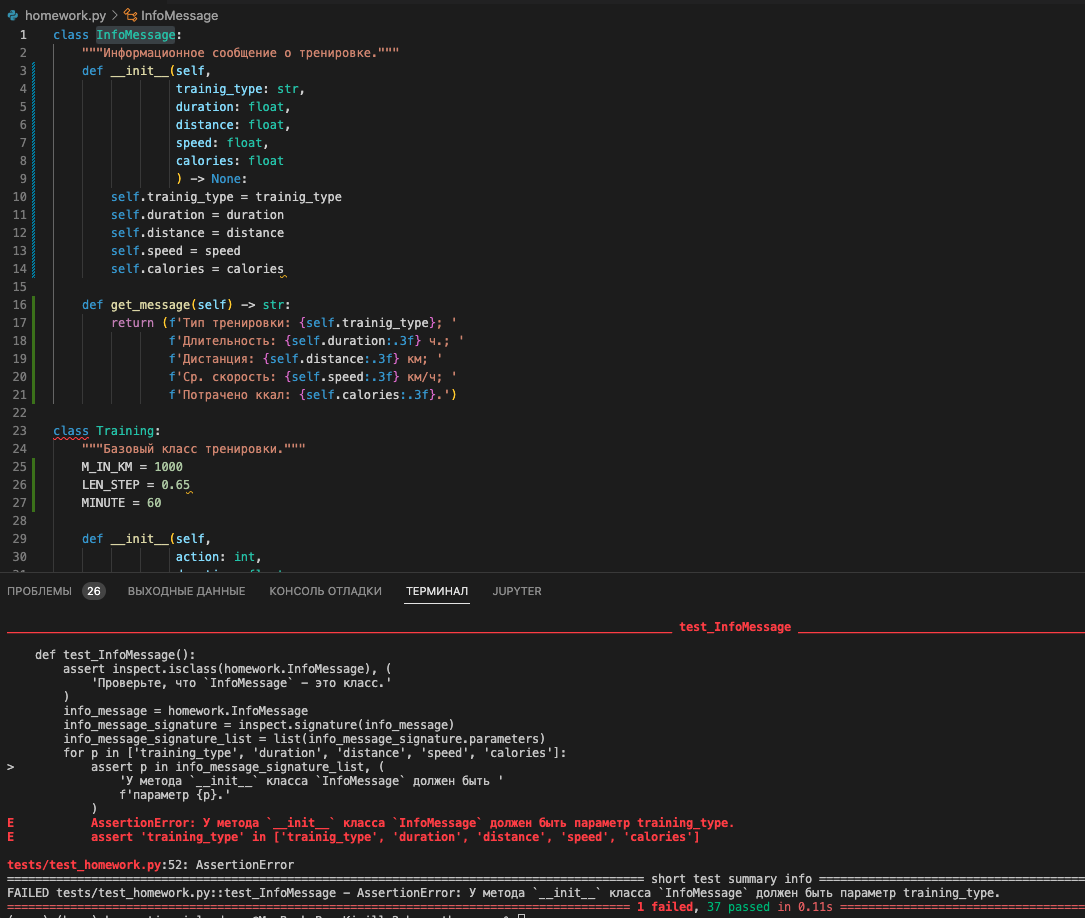 homework.py > InfoMessage
1 class InfoMessage:
2 """Информационное сообщение о тренировке."""
3 def __init__(self,
4 trainig_type: str,
5 duration: float,
6 distance: float,
7 speed: float,
8 calories: float
9 ) -> None:
10 self.trainig_type = trainig_type
11 self.duration = duration
12 self.distance = distance
13 self.speed = speed
14 self.calories = calories
15
16 def get_message(self) -> str:
17 return (f'Тип тренировки: {self.trainig_type}; '
18 f'Длительность: {self.duration:.3f} ч.; '
19 f'Дистанция: {self.distance:.3f} км; '
20 f'Ср. скорость: {self.speed:.3f} км/ч; '
21 f'Потрачено ккал: {self.calories:.3f}.')
22
23 class Training:
24 """Базовый класс тренировки."""
25 M_IN_KM = 1000
26 LEN_STEP = 0.65
27 MINUTE = 60
28
29 def __init__(self,
30 action: int,
ПРОБЛЕМЫ 26 ВЫХОДНЫЕ ДАННЫЕ КОНСОЛЬ ОТЛАДКИ ТЕРМИНАЛ JUPYTER
test_InfoMessage
def test_InfoMessage():
assert inspect.isclass(homework.InfoMessage), (
'Проверьте, что `InfoMessage` – это класс.'
)
info_message = homework.InfoMessage
info_message_signature = inspect.signature(info_message)
info_message_signature_list = list(info_message_signature.parameters)
for p in ['training_type', 'duration', 'distance', 'speed', 'calories']:
> assert p in info_message_signature_list, (
'У метода `__init__` класса `InfoMessage` должен быть '
f'параметр {p}.'
)
E AssertionError: У метода `__init__` класса `InfoMessage` должен быть параметр training_type.
E assert 'training_type' in ['trainig_type', 'duration', 'distance', 'speed', 'calories']
tests/test_homework.py:52: AssertionError
short test summary info
FAILED tests/test_homework.py::test_InfoMessage - AssertionError: У метода `__init__` класса `InfoMessage` должен быть параметр training_type.
1 failed, 37 passed in 0.11s